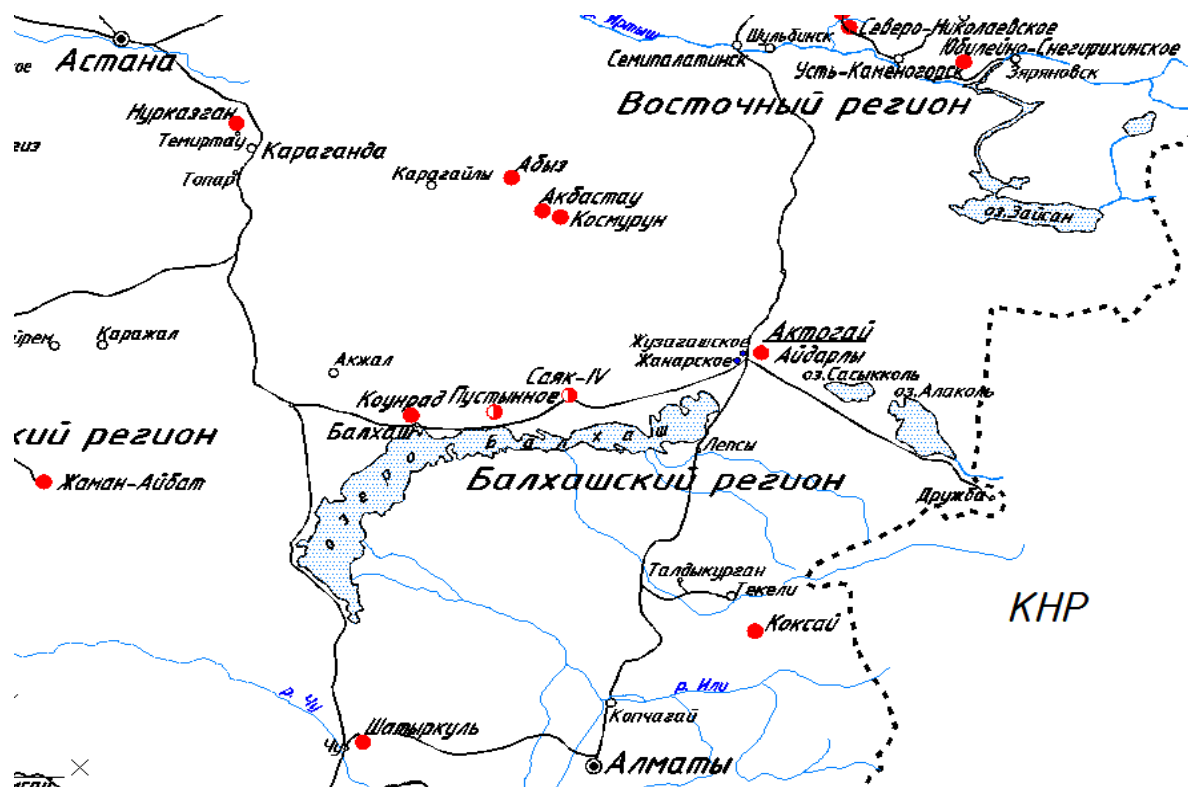 р. Иртыш
Северо-Николаевское
Шульбинск
Юбилейно-Снегирихинское
Астана
Семипалатинск
Усть-Каменогорск
Зяряновск
Восточный регион
Нурказган
Темиртау
Караганда
Топар
Карагайлы
Абыз
Акбастау
Космурун
оз.Зайсан
Каражал
Акжал
Жузагашское
Жанарское
Актогай
Айдарлы
Саяк-IV
оз.Сасыкколь
оз.Алаколь
Коунрад
Пустынное
Балхаш
озеро Балхаш
Лепсы
кий регион
Жаман-Айбат
Балхашский регион
Дружба
Талдыкурган
Текели
Коксай
КНР
р. Чу
р. Или
Копчагай
Шатыркуль
Чу
Алматы